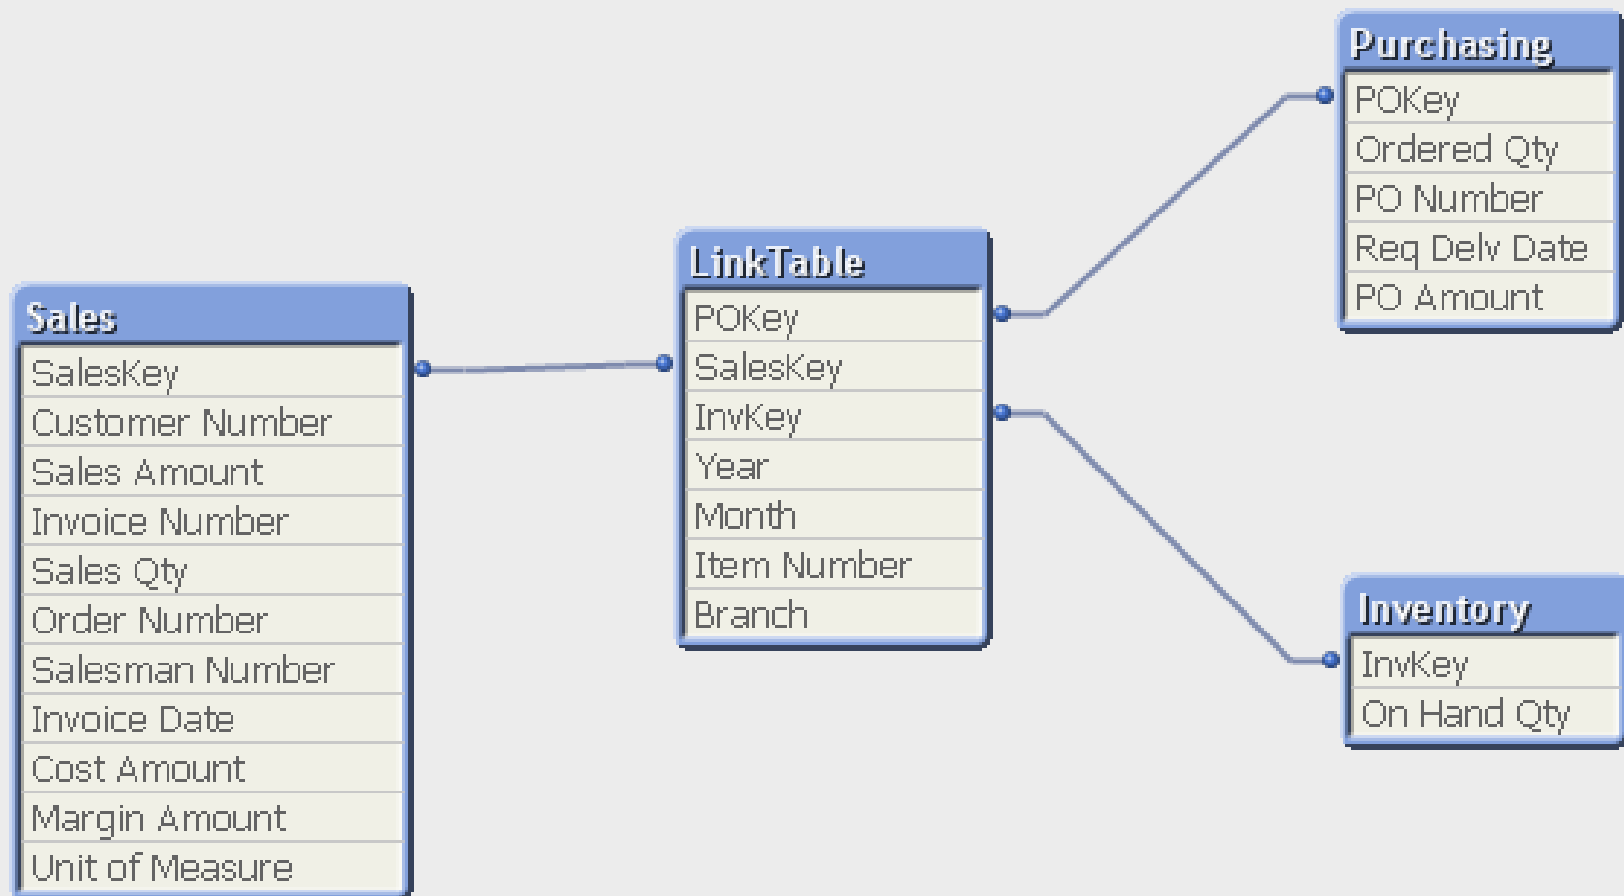 Sales
SalesKey
Customer Number
Sales Amount
Invoice Number
Sales Qty
Order Number
Salesman Number
Invoice Date
Cost Amount
Margin Amount
Unit of Measure
LinkTable
POKey
SalesKey
InvKey
Year
Month
Item Number
Branch
Purchasing
POKey
Ordered Qty
PO Number
Req Delv Date
PO Amount
Inventory
InvKey
On Hand Qty